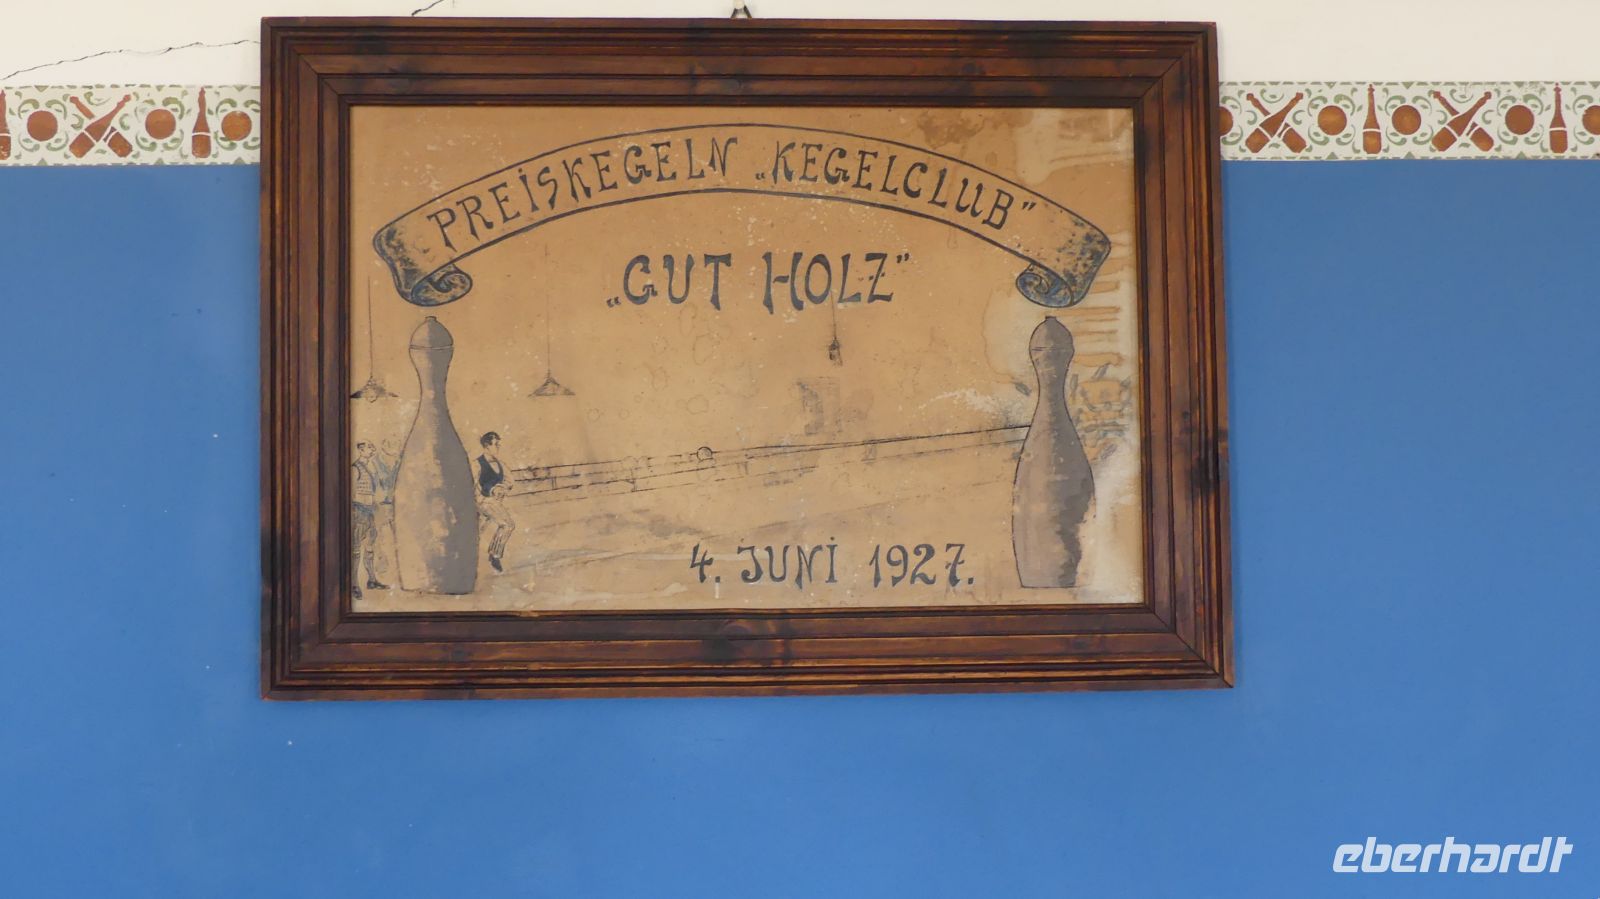 PREISKEGELN „KEGELCLUB"
„GUT HOLZ"
4. JUNI 1927.
eberhardt